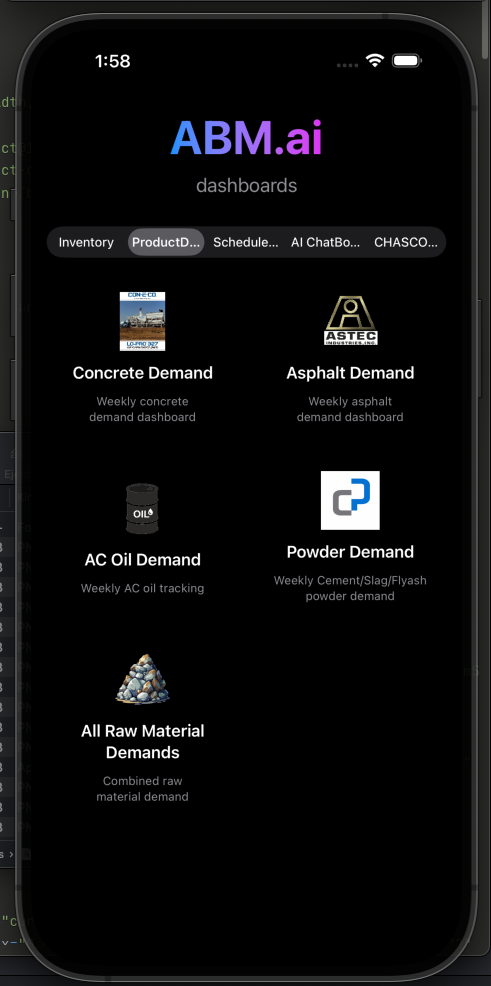 1:58
ABM.ai
dashboards
Inventory
ProductD...
Schedule...
AI ChatBo...
CHASCO...
CON-E-CO.
LO-PRO 327
ASTEC
INDUSTRIES, INC.
Concrete Demand
Weekly concrete
demand dashboard
Asphalt Demand
Weekly asphalt
demand dashboard
OIL
CP
AC Oil Demand
Weekly AC oil tracking
Powder Demand
Weekly Cement/Slag/Flyash
powder demand
All Raw Material
Demands
Combined raw
material demand